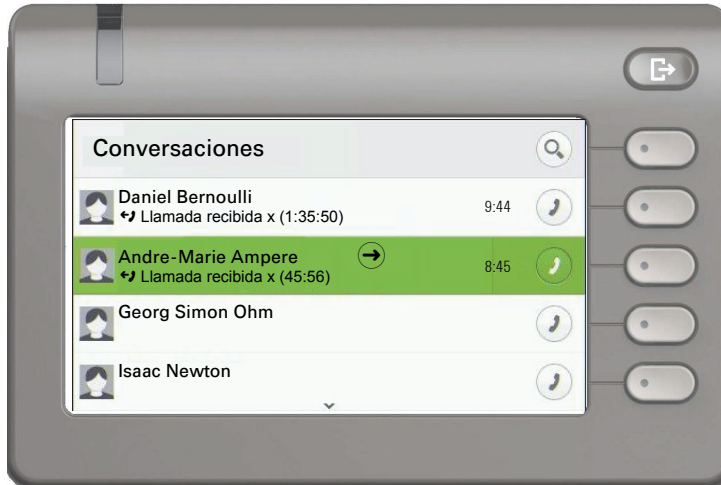 Conversaciones
Daniel Bernoulli
Llamada recibida x (1:35:50)
9:44
Andre-Marie Ampere
Llamada recibida x (45:56)
8:45
Georg Simon Ohm
Isaac Newton